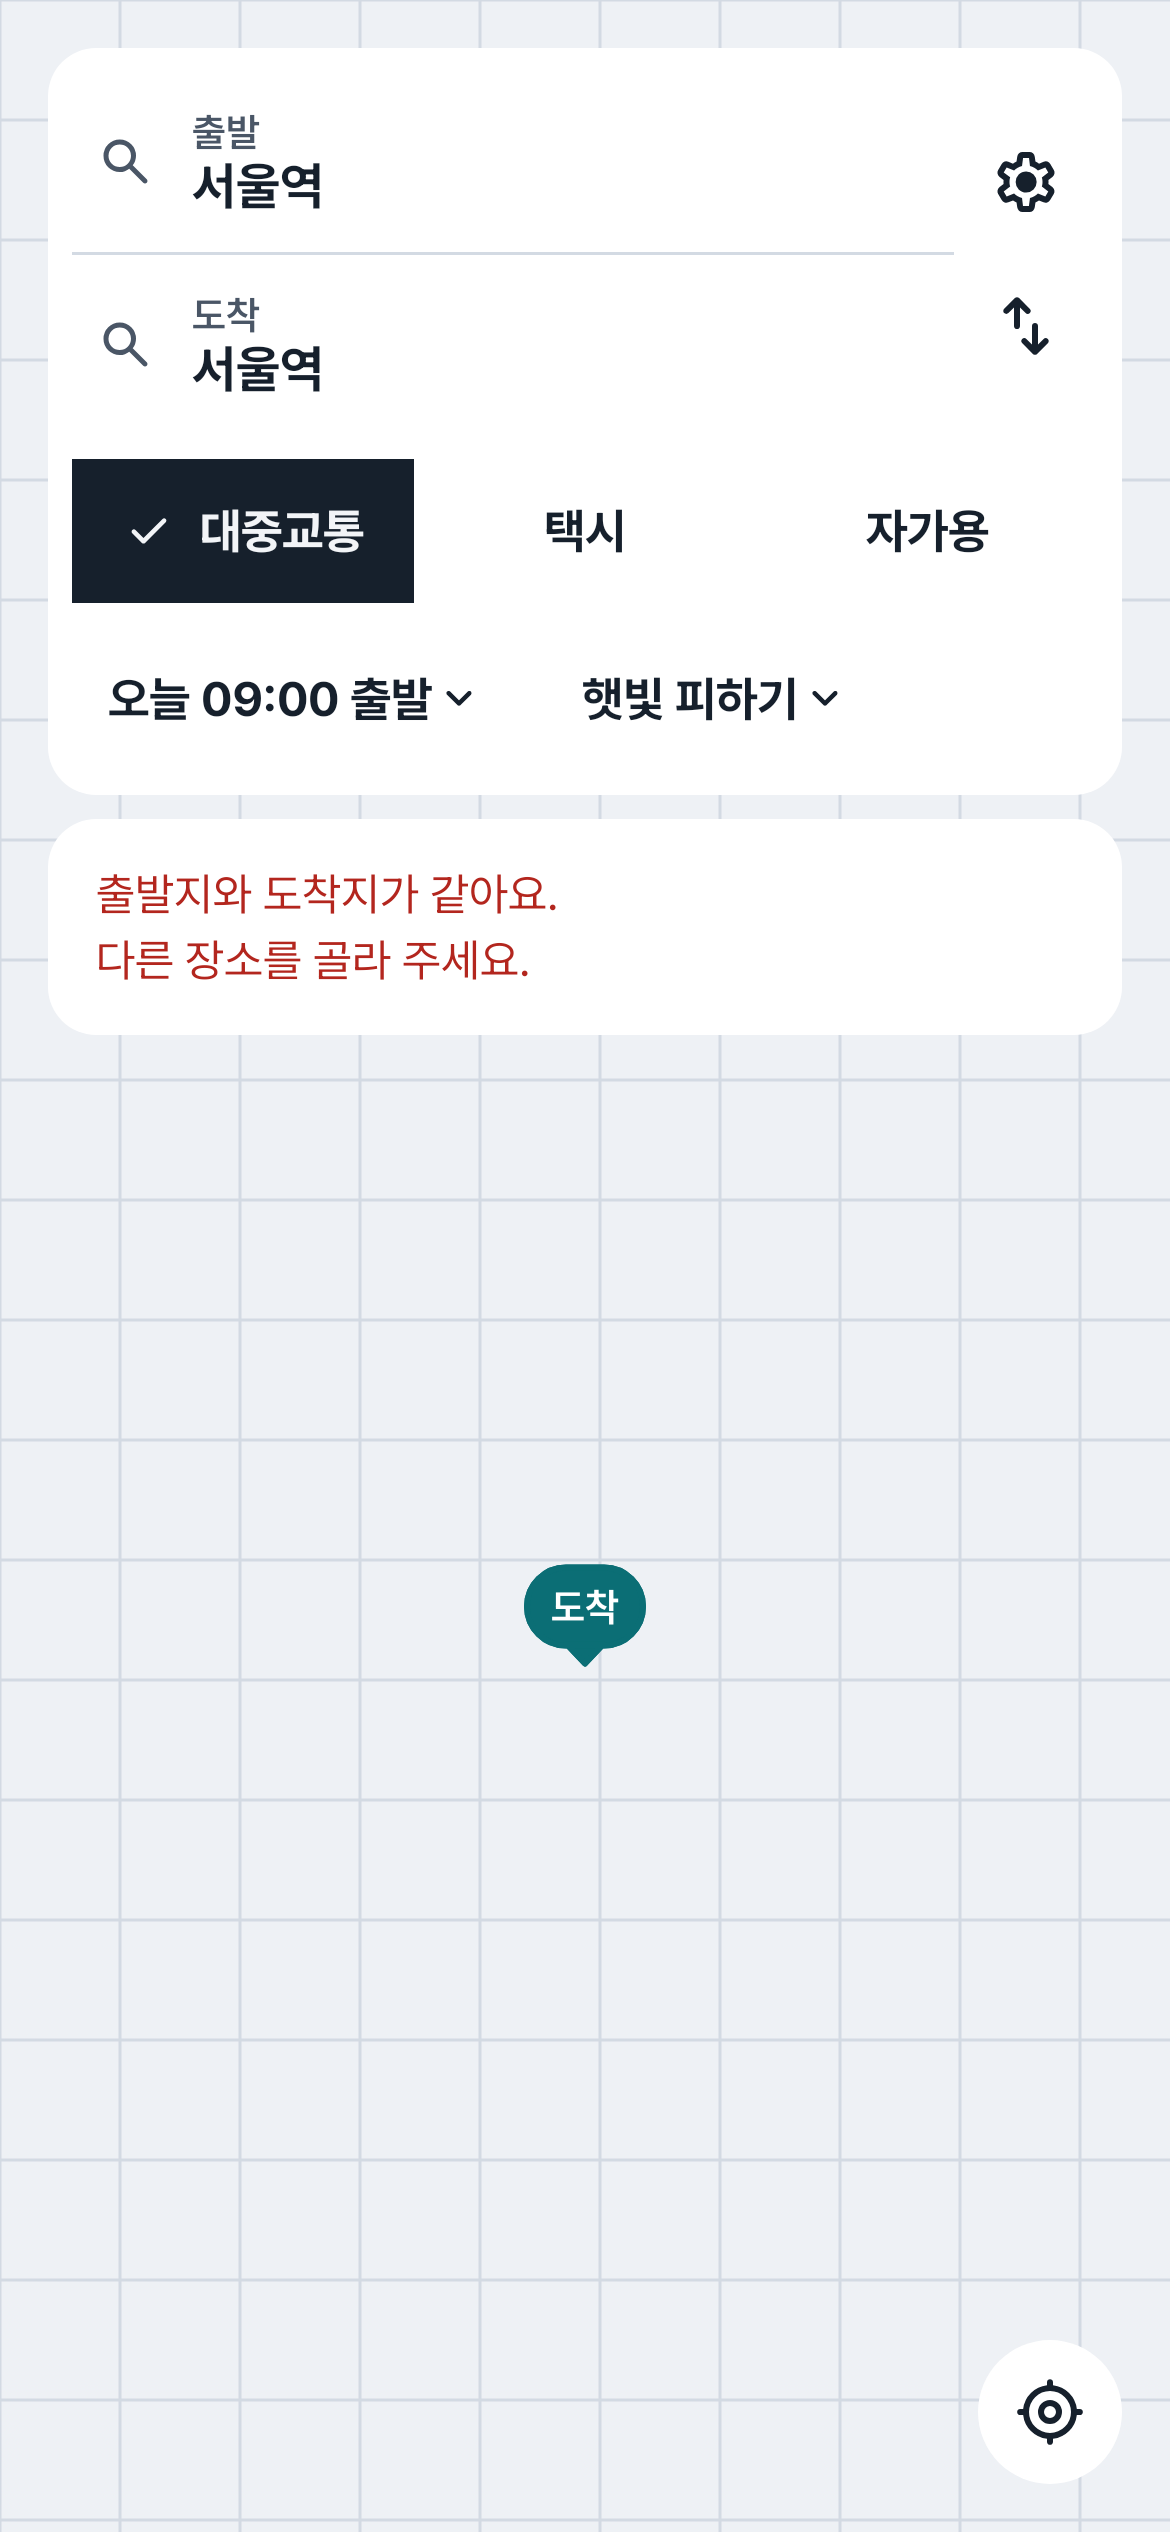 출발
서울역
도착
서울역
대중교통
택시
자가용
오늘 09:00 출발
햇빛 피하기
출발지와 도착지가 같아요.
다른 장소를 골라 주세요.
도착